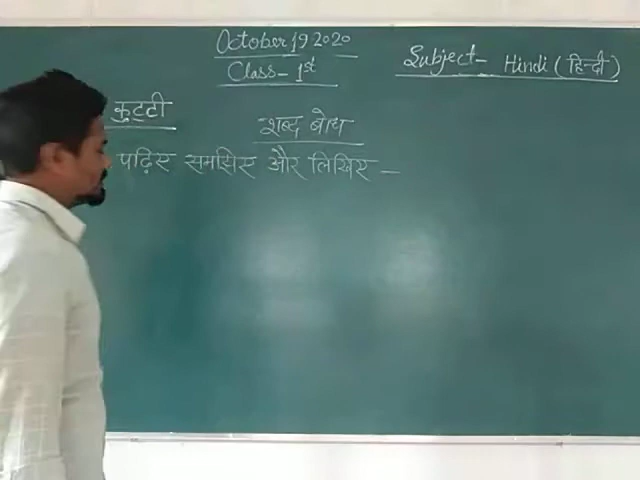 October 19 2020
Class- 1st
Subject- Hindi (हिन्दी)
कुट्टी
शब्द बोध
पढ़िए समझिए और लिखिए –